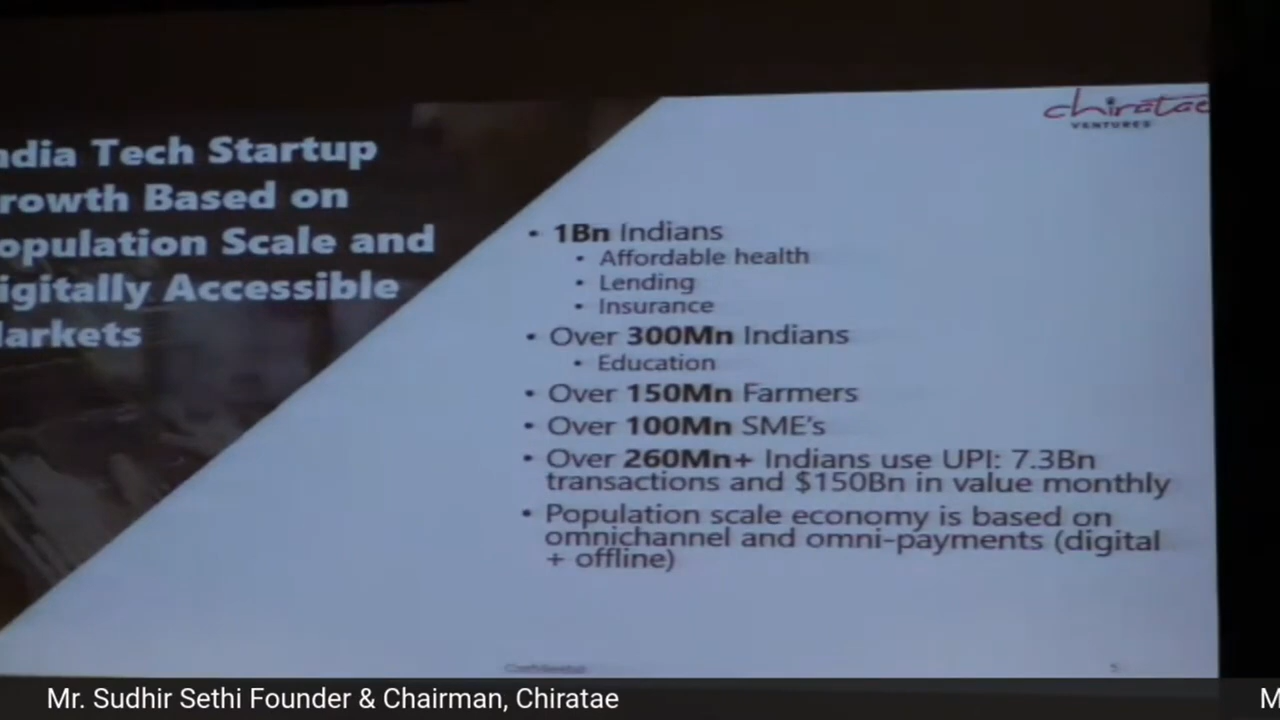 chiratae
VENTURES
ndia Tech Startup
rowth Based on
opulation Scale and
igitally Accessible
arkets
• 1Bn Indians
• Affordable health
• Lending
• Insurance
• Over 300Mn Indians
• Education
• Over 150Mn Farmers
• Over 100Mn SME's
• Over 260Mn+ Indians use UPI: 7.3Bn
transactions and $150Bn in value monthly
• Population scale economy is based on
omnichannel and omni-payments (digital
+ offline)
Confidential
5
Mr. Sudhir Sethi Founder & Chairman, Chiratae
M